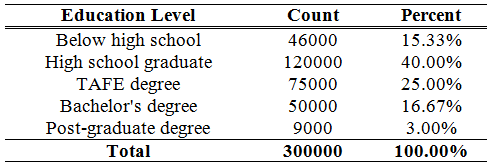 Education Level Count Percent
Below high school 46000 15.33%
High school graduate 120000 40.00%
TAFE degree 75000 25.00%
Bachelor's degree 50000 16.67%
Post-graduate degree 9000 3.00%
Total 300000 100.00%